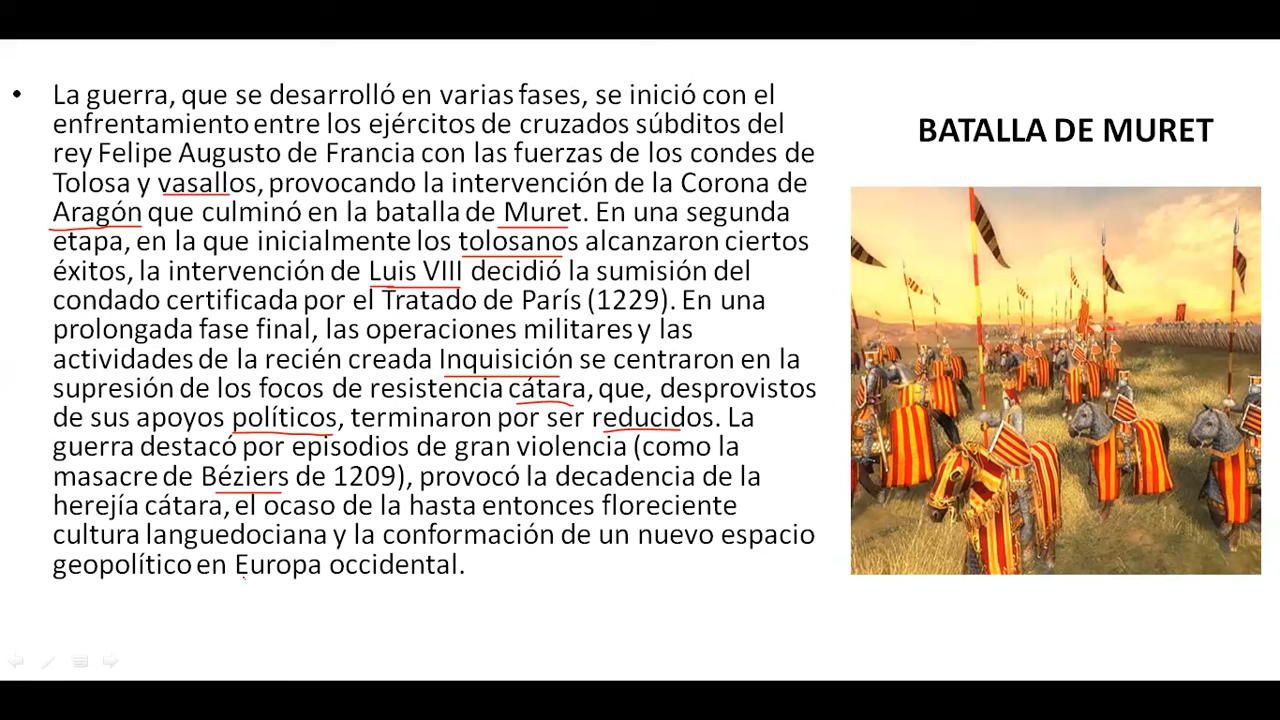 • La guerra, que se desarrolló en varias fases, se inició con el
enfrentamiento entre los ejércitos de cruzados súbditos del
rey Felipe Augusto de Francia con las fuerzas de los condes de
Tolosa y vasallos, provocando la intervención de la Corona de
Aragón que culminó en la batalla de Muret. En una segunda
etapa, en la que inicialmente los tolosanos alcanzaron ciertos
éxitos, la intervención de Luis VIII decidió la sumisión del
condado certificada por el Tratado de París (1229). En una
prolongada fase final, las operaciones militares y las
actividades de la recién creada Inquisición se centraron en la
supresión de los focos de resistencia cátara, que, desprovistos
de sus apoyos políticos, terminaron por ser reducidos. La
guerra destacó por episodios de gran violencia (como la
masacre de Béziers de 1209), provocó la decadencia de la
herejía cátara, el ocaso de la hasta entonces floreciente
cultura languedociana y la conformación de un nuevo espacio
geopolítico en Europa occidental.
BATALLA DE MURET